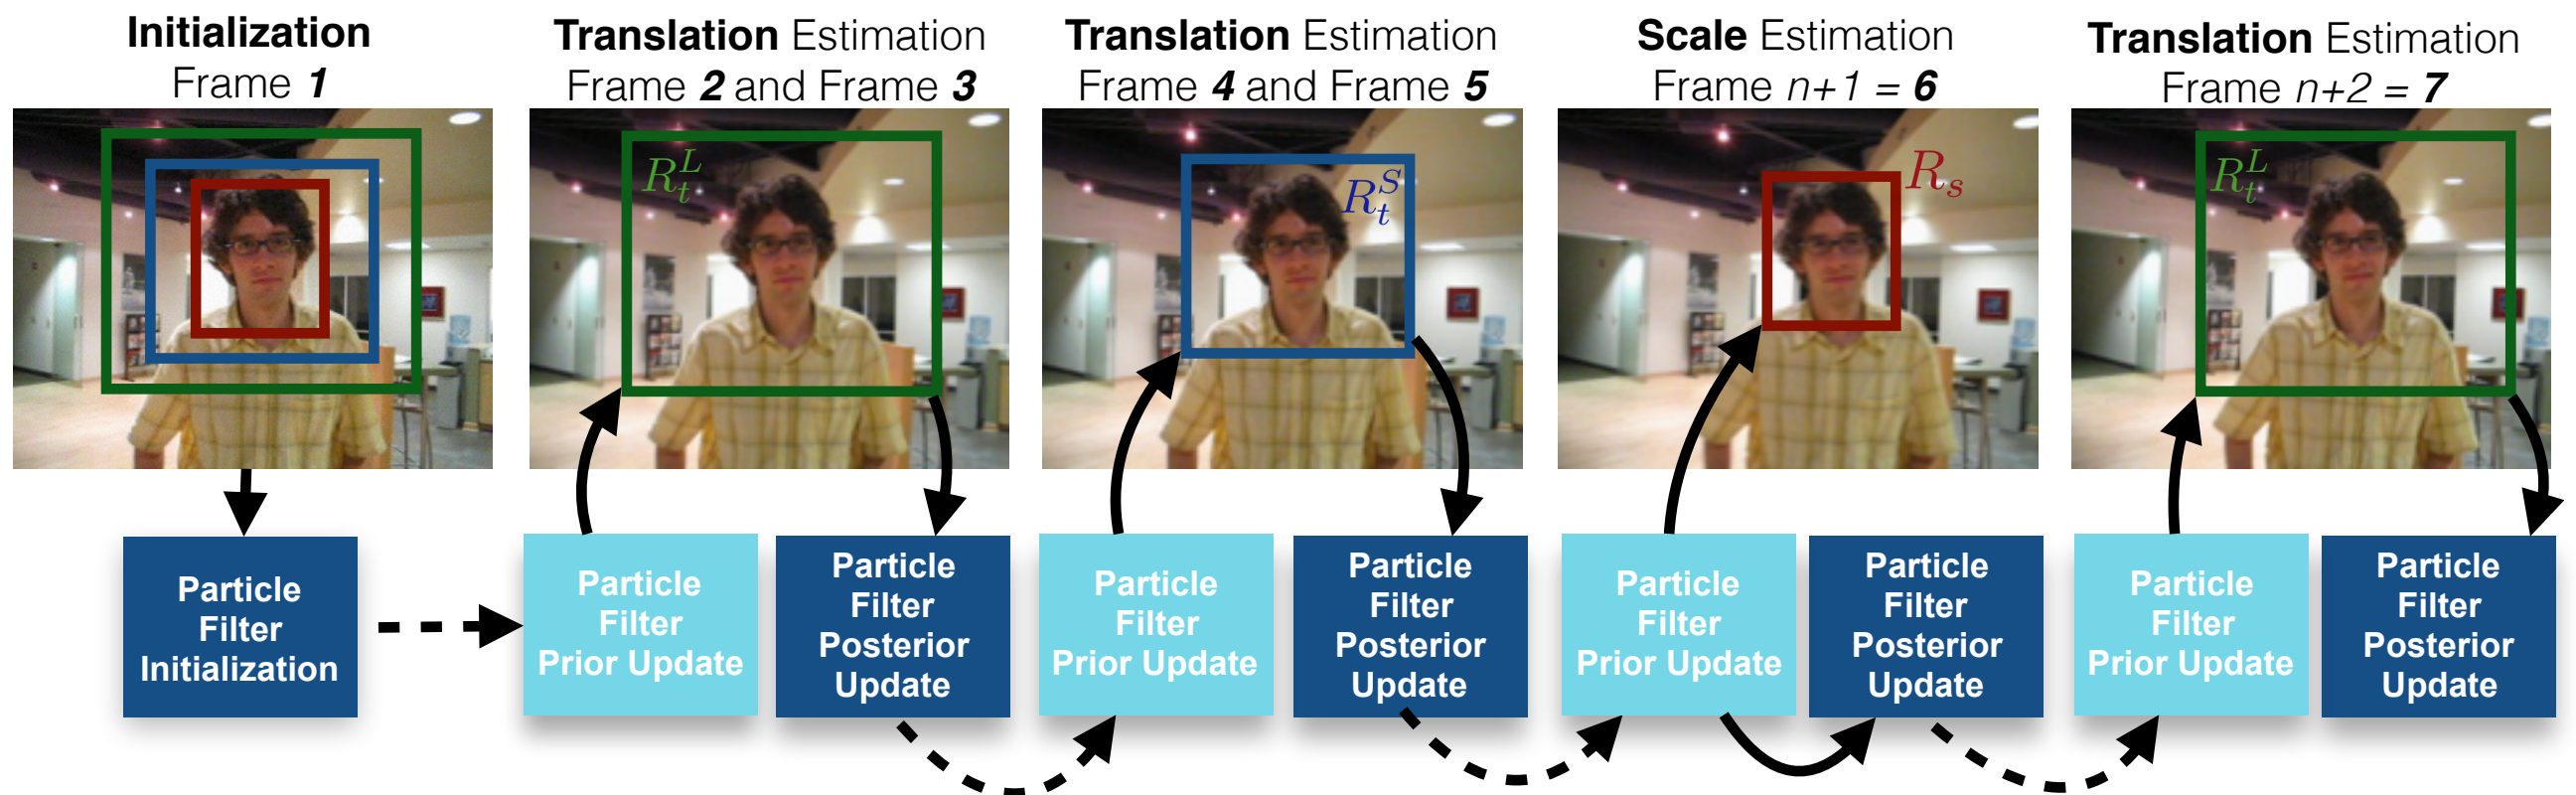 Initialization
Frame 1
Translation Estimation
Frame 2 and Frame 3
Translation Estimation
Frame 4 and Frame 5
Scale Estimation
Frame n+1 = 6
Translation Estimation
Frame n+2 = 7
R_t^L
R_t^S
R_s
R_t^L
Particle
Filter
Initialization
Particle
Filter
Prior Update
Particle
Filter
Posterior
Update
Particle
Filter
Prior Update
Particle
Filter
Posterior
Update
Particle
Filter
Prior Update
Particle
Filter
Posterior
Update
Particle
Filter
Prior Update
Particle
Filter
Posterior
Update